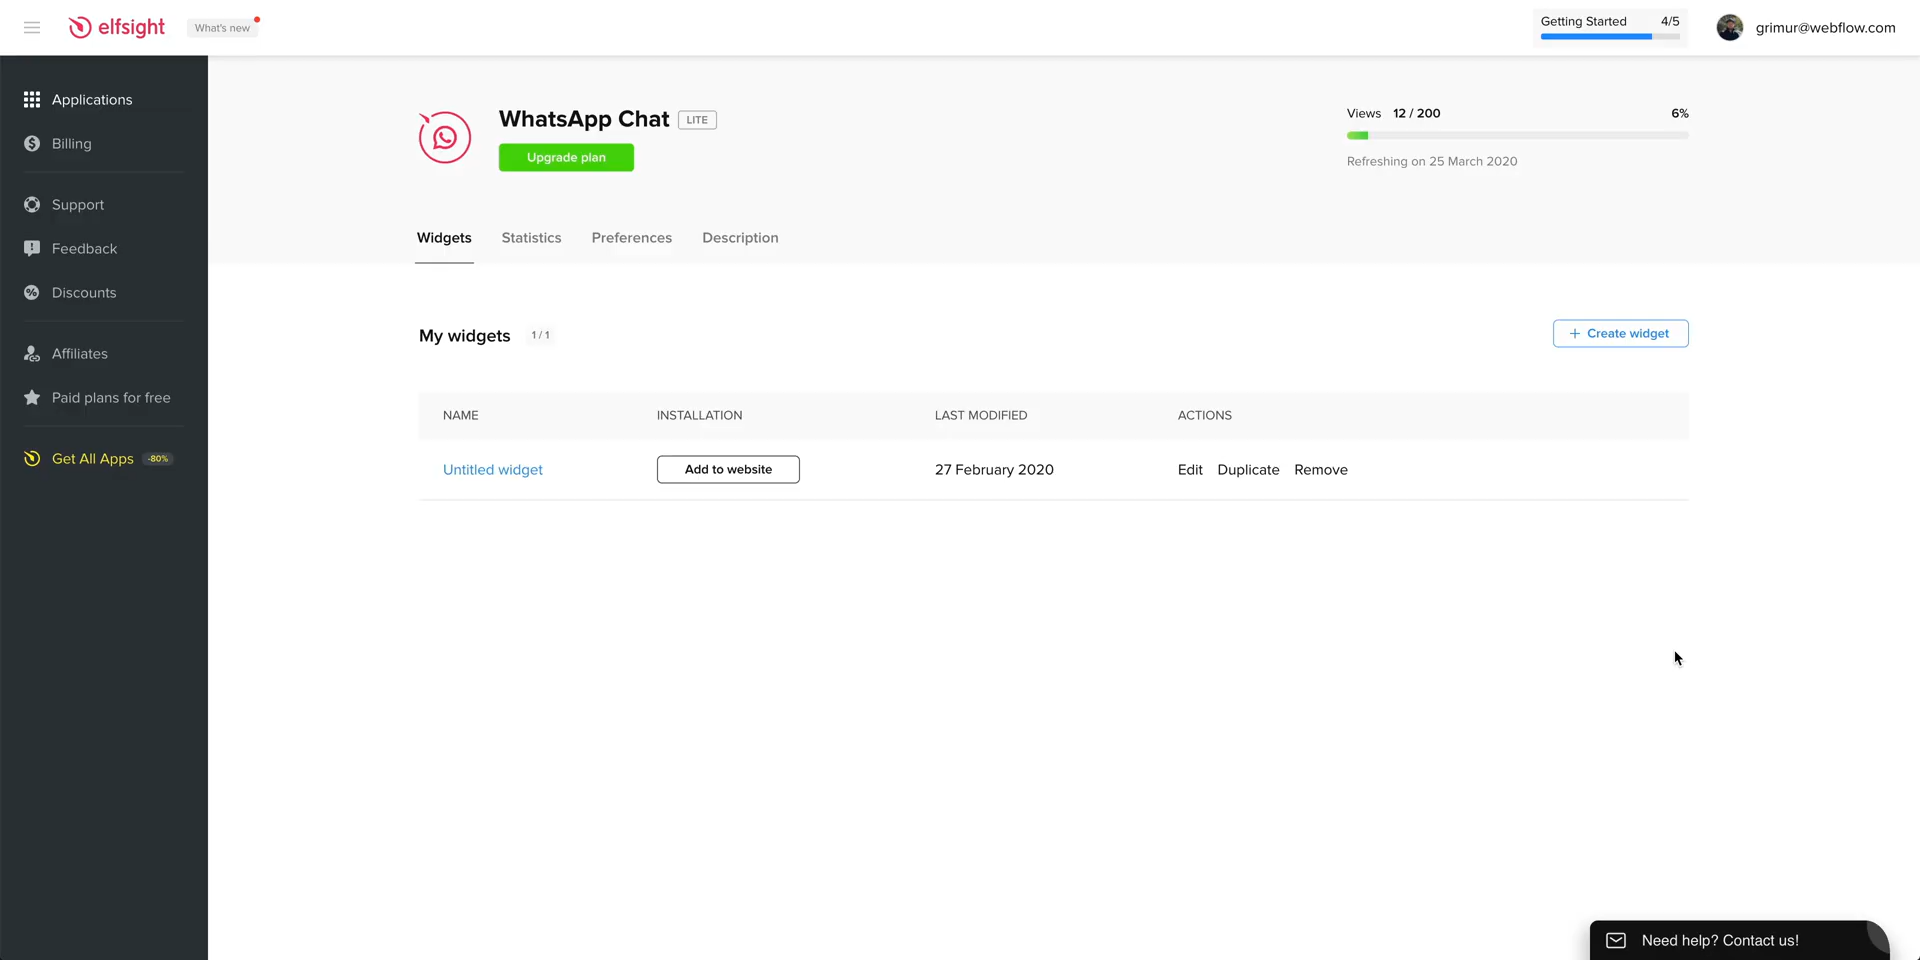 elfsight
What's new
Getting Started 4/5
grimur@webflow.com
Applications
Billing
Support
Feedback
Discounts
Affiliates
Paid plans for free
Get All Apps -80%
WhatsApp Chat LITE
Upgrade plan
Views 12 / 200 6%
Refreshing on 25 March 2020
Widgets Statistics Preferences Description
My widgets 1 / 1
+ Create widget
NAME INSTALLATION LAST MODIFIED ACTIONS
Untitled widget Add to website 27 February 2020 Edit Duplicate Remove
Need help? Contact us!